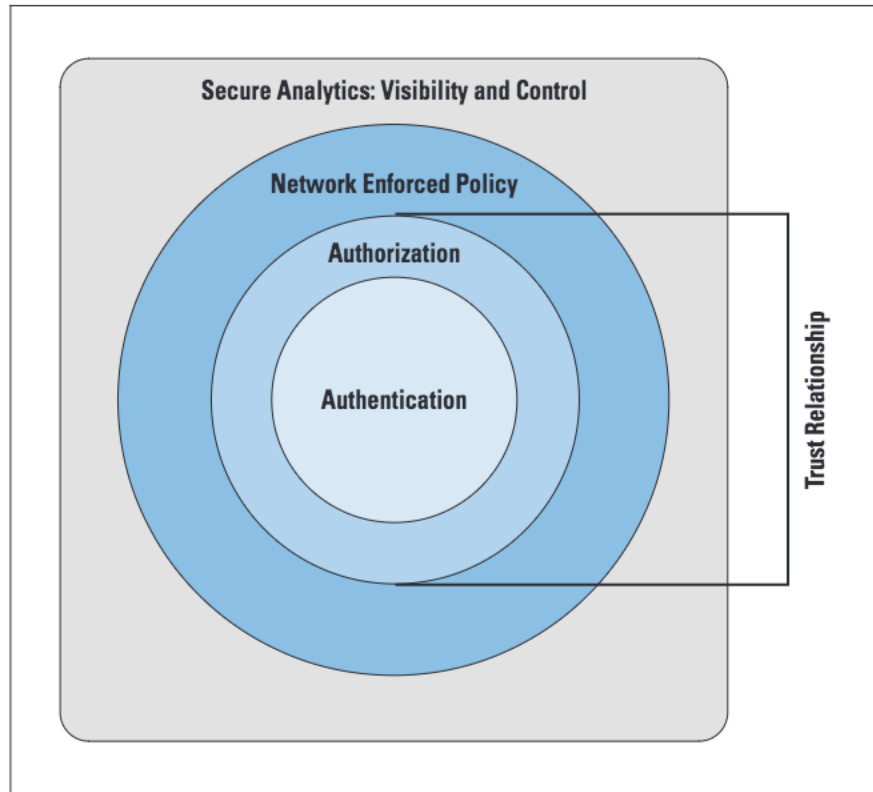 Secure Analytics: Visibility and Control
Network Enforced Policy
Authorization
Authentication
Trust Relationship